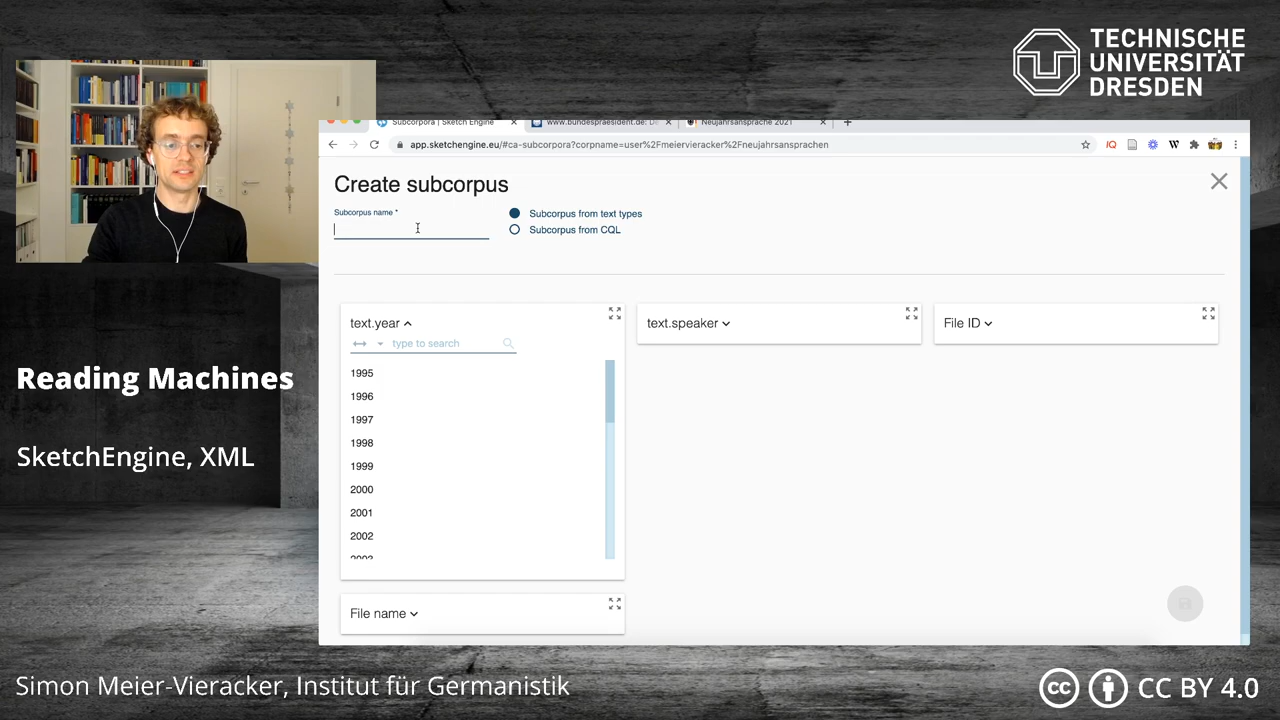 TECHNISCHE
UNIVERSITÄT
DRESDEN
Subcorpora | Sketch Engine
www.bundespraesident.de: De
Neujahrsansprache 2021
app.sketchengine.eu/#ca-subcorpora?corpname=user%2Fmeiervieracker%2Fneujahrsansprachen
Create subcorpus
Subcorpus name *
Subcorpus from text types
Subcorpus from CQL
text.year
text.speaker
File ID
type to search
1995
1996
1997
1998
1999
2000
2001
2002
2003
File name
Reading Machines
SketchEngine, XML
Simon Meier-Vieracker, Institut für Germanistik
CC BY 4.0